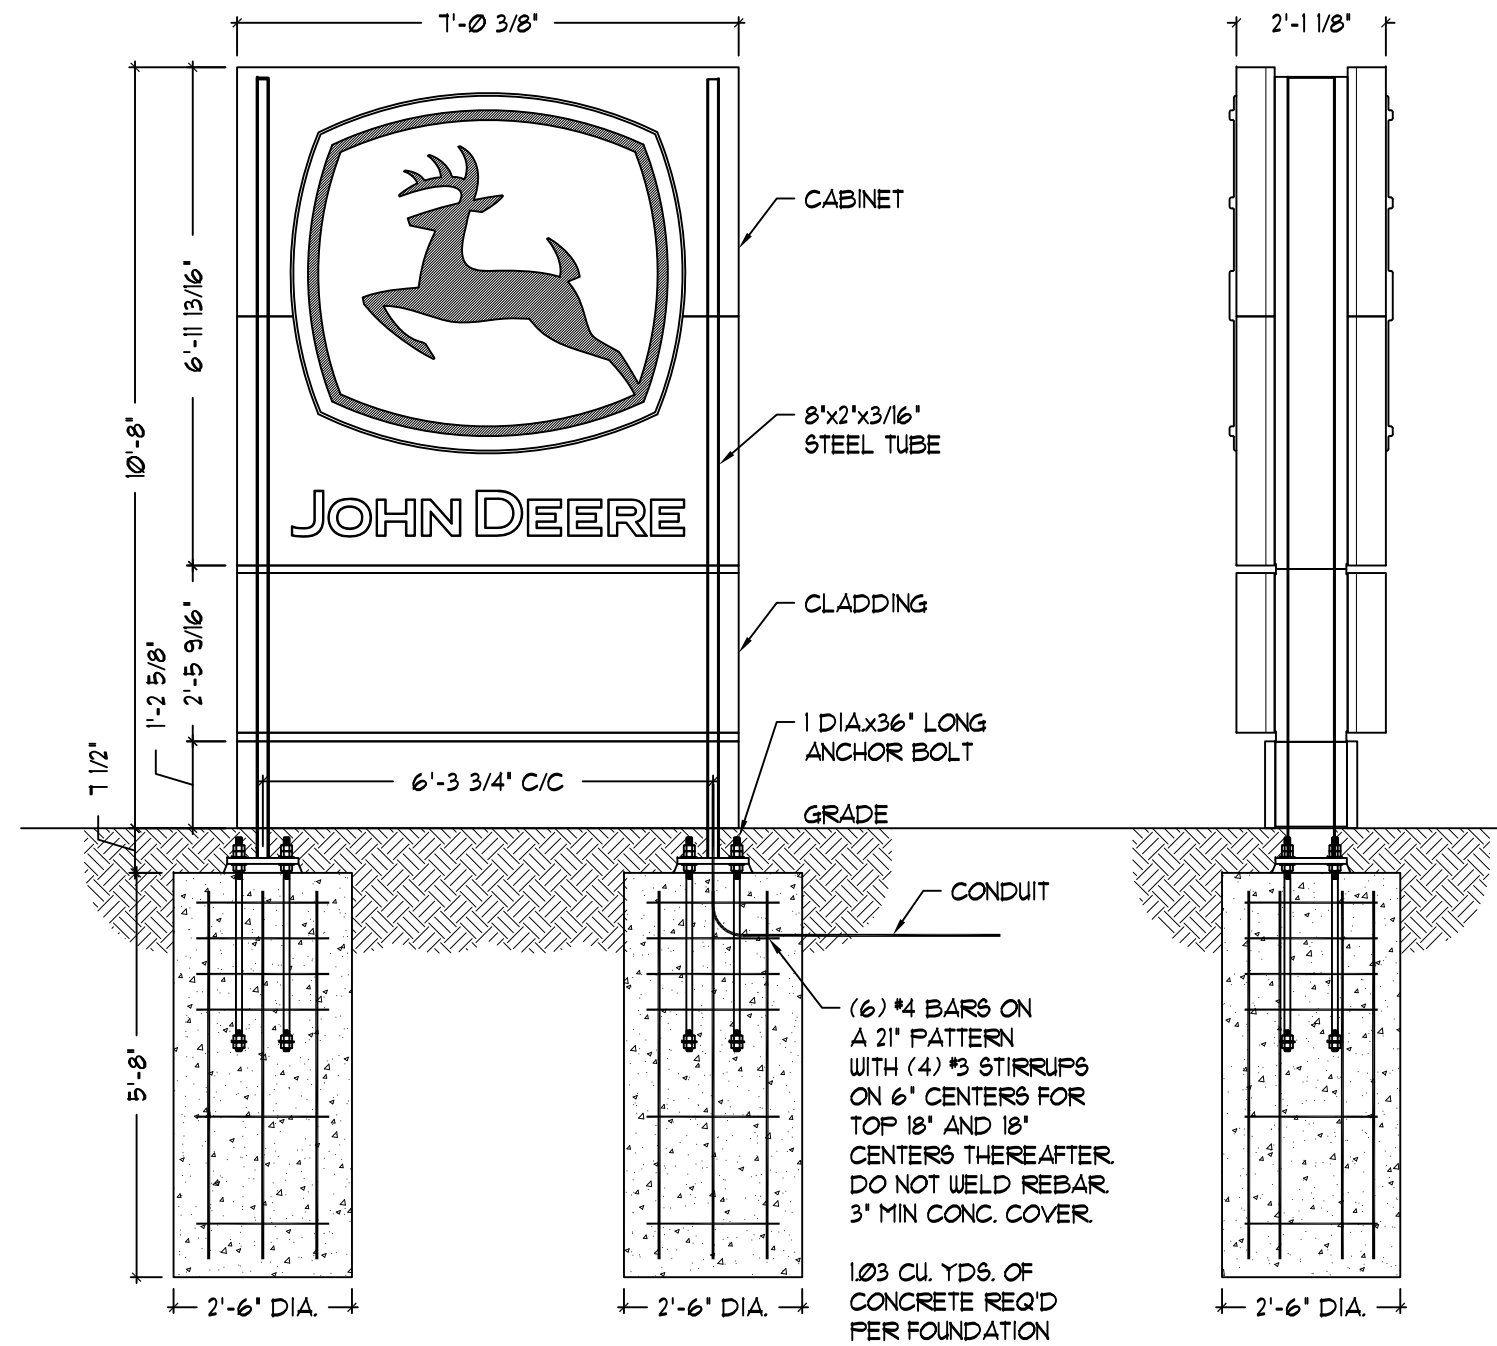 7'-0 3/8"
2'-1 1/8"
CABINET
6'-11 13/16"
10'-8"
8"x2"x3/16"
STEEL TUBE
JOHN DEERE
CLADDING
2'-5 9/16"
1'-2 5/8"
7 1/2"
1 DIA.x36" LONG
ANCHOR BOLT
6'-3 3/4" C/C
GRADE
CONDUIT
5'-8"
(6) #4 BARS ON
A 21" PATTERN
WITH (4) #3 STIRRUPS
ON 6" CENTERS FOR
TOP 18" AND 18"
CENTERS THEREAFTER.
DO NOT WELD REBAR.
3" MIN CONC. COVER.
1.03 CU. YDS. OF
CONCRETE REQ'D
PER FOUNDATION
2'-6" DIA.
2'-6" DIA.
2'-6" DIA.